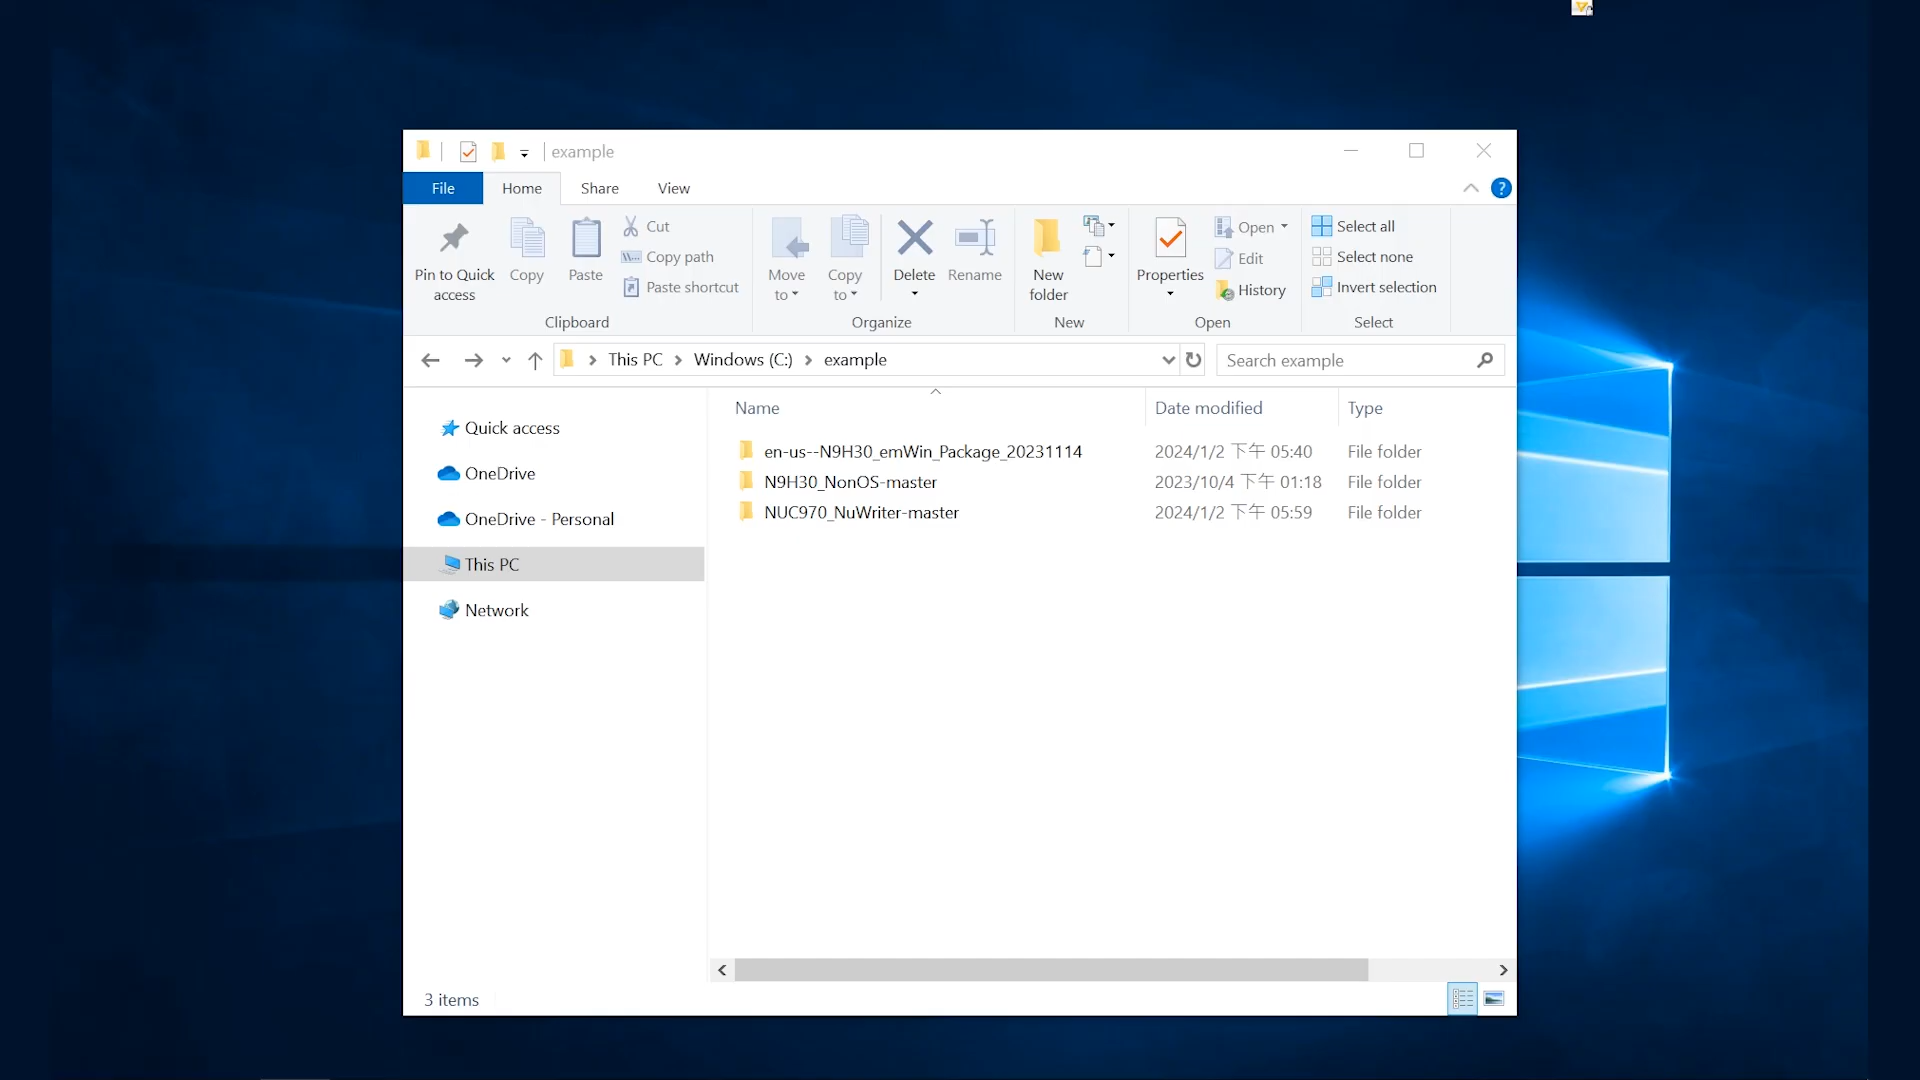 example
File Home Share View
Pin to Quick access
Copy
Paste
Cut
Copy path
Paste shortcut
Clipboard
Move to
Copy to
Delete
Rename
Organize
New folder
New
Properties
Open
Edit
History
Open
Select all
Select none
Invert selection
Select
This PC Windows (C:) example
Search example
Quick access
OneDrive
OneDrive - Personal
This PC
Network
Name Date modified Type
en-us--N9H30_emWin_Package_20231114 2024/1/2 下午 05:40 File folder
N9H30_NonOS-master 2023/10/4 下午 01:18 File folder
NUC970_NuWriter-master 2024/1/2 下午 05:59 File folder
3 items